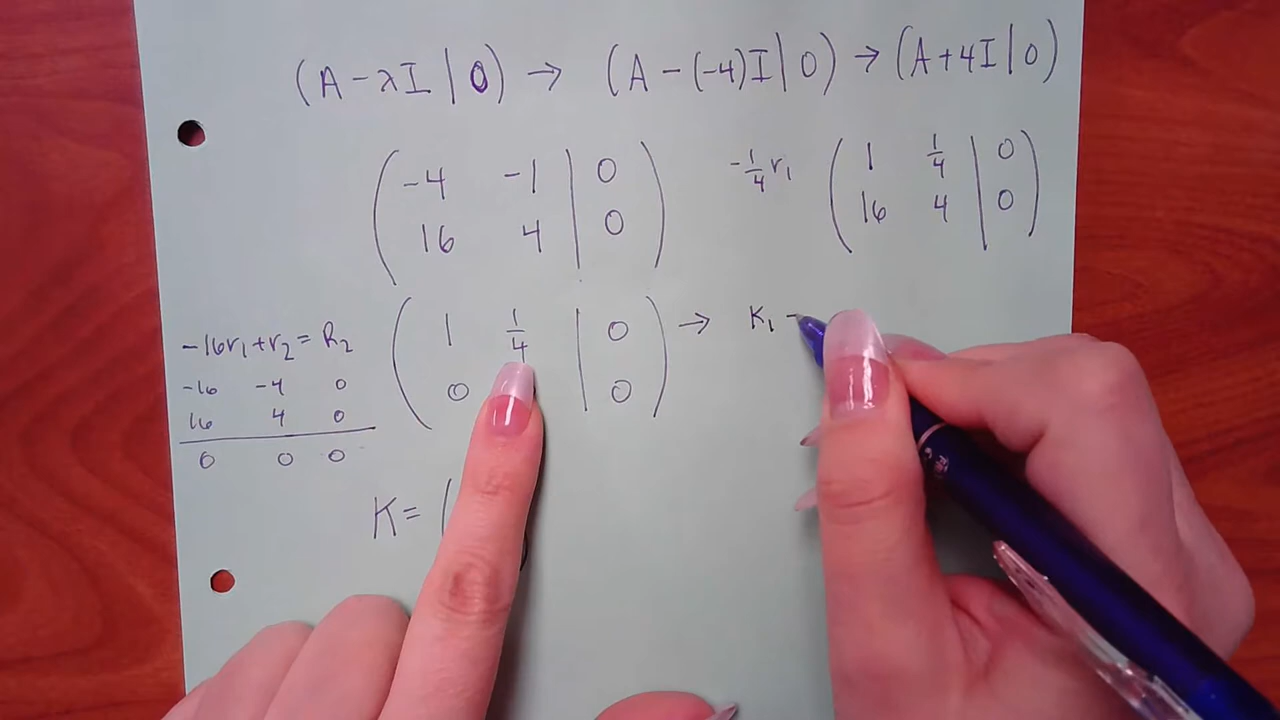 (A - λI | 0) → (A - (-4)I | 0) → (A + 4I | 0)
( -4 -1 | 0 )
( 16 4 | 0 )
-1/4 r₁ ( 1 1/4 | 0 )
( 16 4 | 0 )
-16r₁ + r₂ = R₂
-16 -4 0
16 4 0
0 0 0
( 1 1/4 | 0 ) → K₁
( 0 | 0 )
K = (